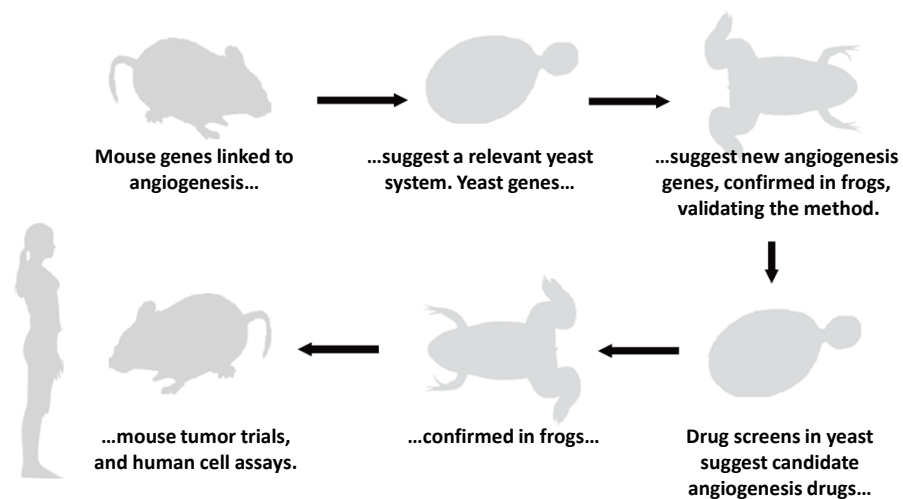 Mouse genes linked to
angiogenesis…
…suggest a relevant yeast
system. Yeast genes…
…suggest new angiogenesis
genes, confirmed in frogs,
validating the method.
Drug screens in yeast
suggest candidate
angiogenesis drugs…
…confirmed in frogs…
…mouse tumor trials,
and human cell assays.